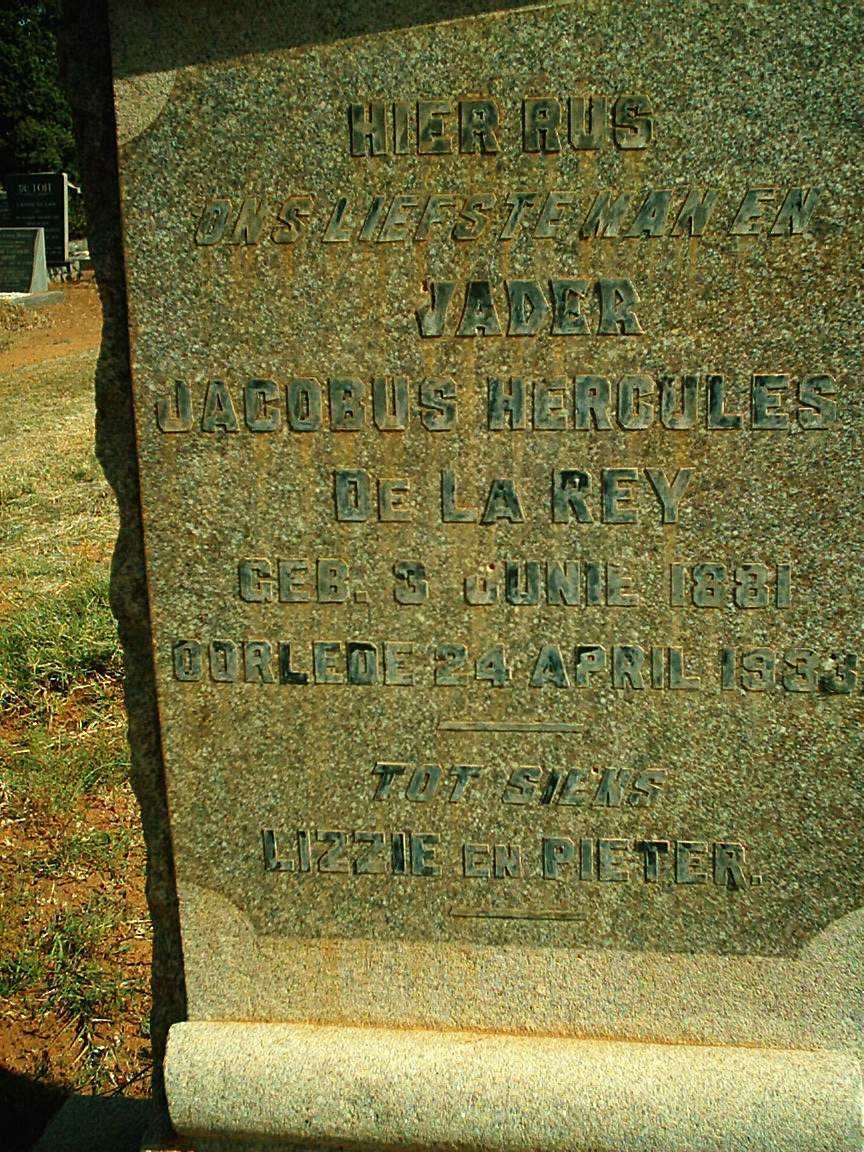 HIER RUS
ONS LIEFSTE MAN EN
VADER
JACOBUS HERCULES
DE LA REY
GEB. 3 JUNIE 1881
OORLEDE 24 APRIL 1933
TOT SIENS
LIZZIE EN PIETER.
DU TOIT